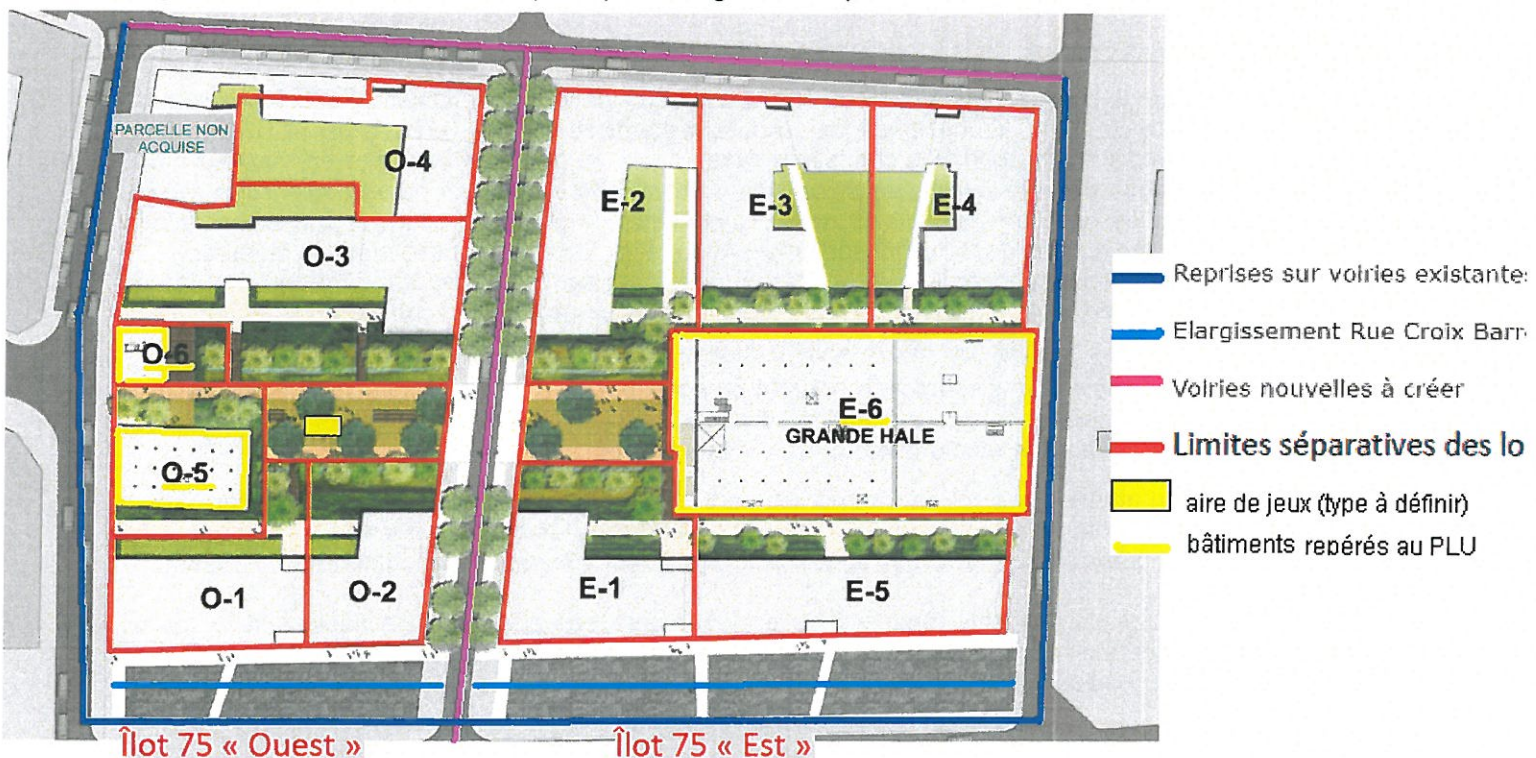 PARCELLE NON
ACQUISE
O-4
O-3
O-6
O-5
O-1
O-2
E-2
E-3
E-4
E-6
GRANDE HALE
E-1
E-5
Îlot 75 « Ouest »
Îlot 75 « Est »
Reprises sur voiries existante
Elargissement Rue Croix Barr
Voiries nouvelles à créer
Limites séparatives des lo
aire de jeux (type à définir)
bâtiments repérés au PLU